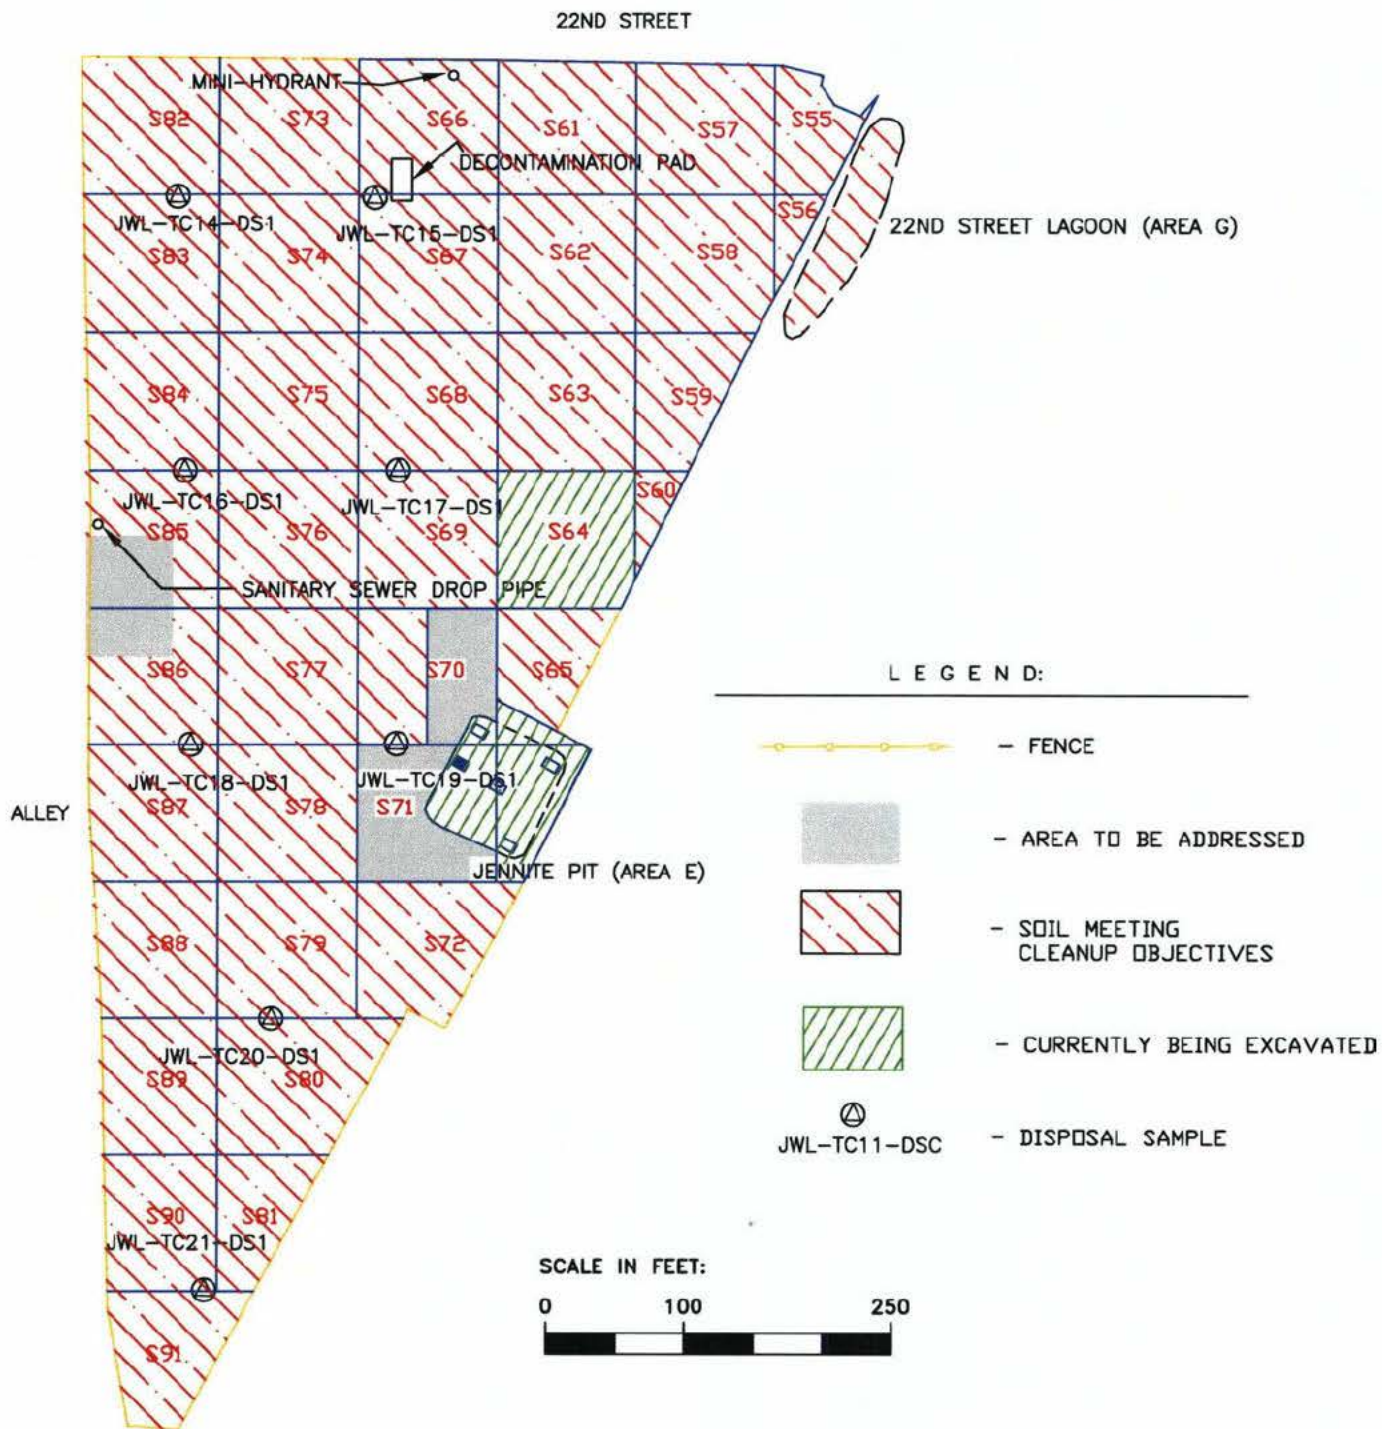 22ND STREET
MINI-HYDRANT
S82
S73
S66
S61
S57
S55
DECONTAMINATION PAD
S56
22ND STREET LAGOON (AREA G)
JWL-TC14-DS1
JWL-TC15-DS1
S83
S74
S67
S62
S58
S84
S75
S68
S63
S59
JWL-TC16-DS1
JWL-TC17-DS1
S60
S85
S76
S69
S64
SANITARY SEWER DROP PIPE
S86
S77
S70
S65
JWL-TC18-DS1
JWL-TC19-DS1
ALLEY
S87
S78
S71
JENNITE PIT (AREA E)
S88
S79
S72
JWL-TC20-DS1
S89
S80
S90
S81
JWL-TC21-DS1
S91
LEGEND:
- FENCE
- AREA TO BE ADDRESSED
- SOIL MEETING
CLEANUP OBJECTIVES
- CURRENTLY BEING EXCAVATED
JWL-TC11-DSC
- DISPOSAL SAMPLE
SCALE IN FEET:
0 100 250